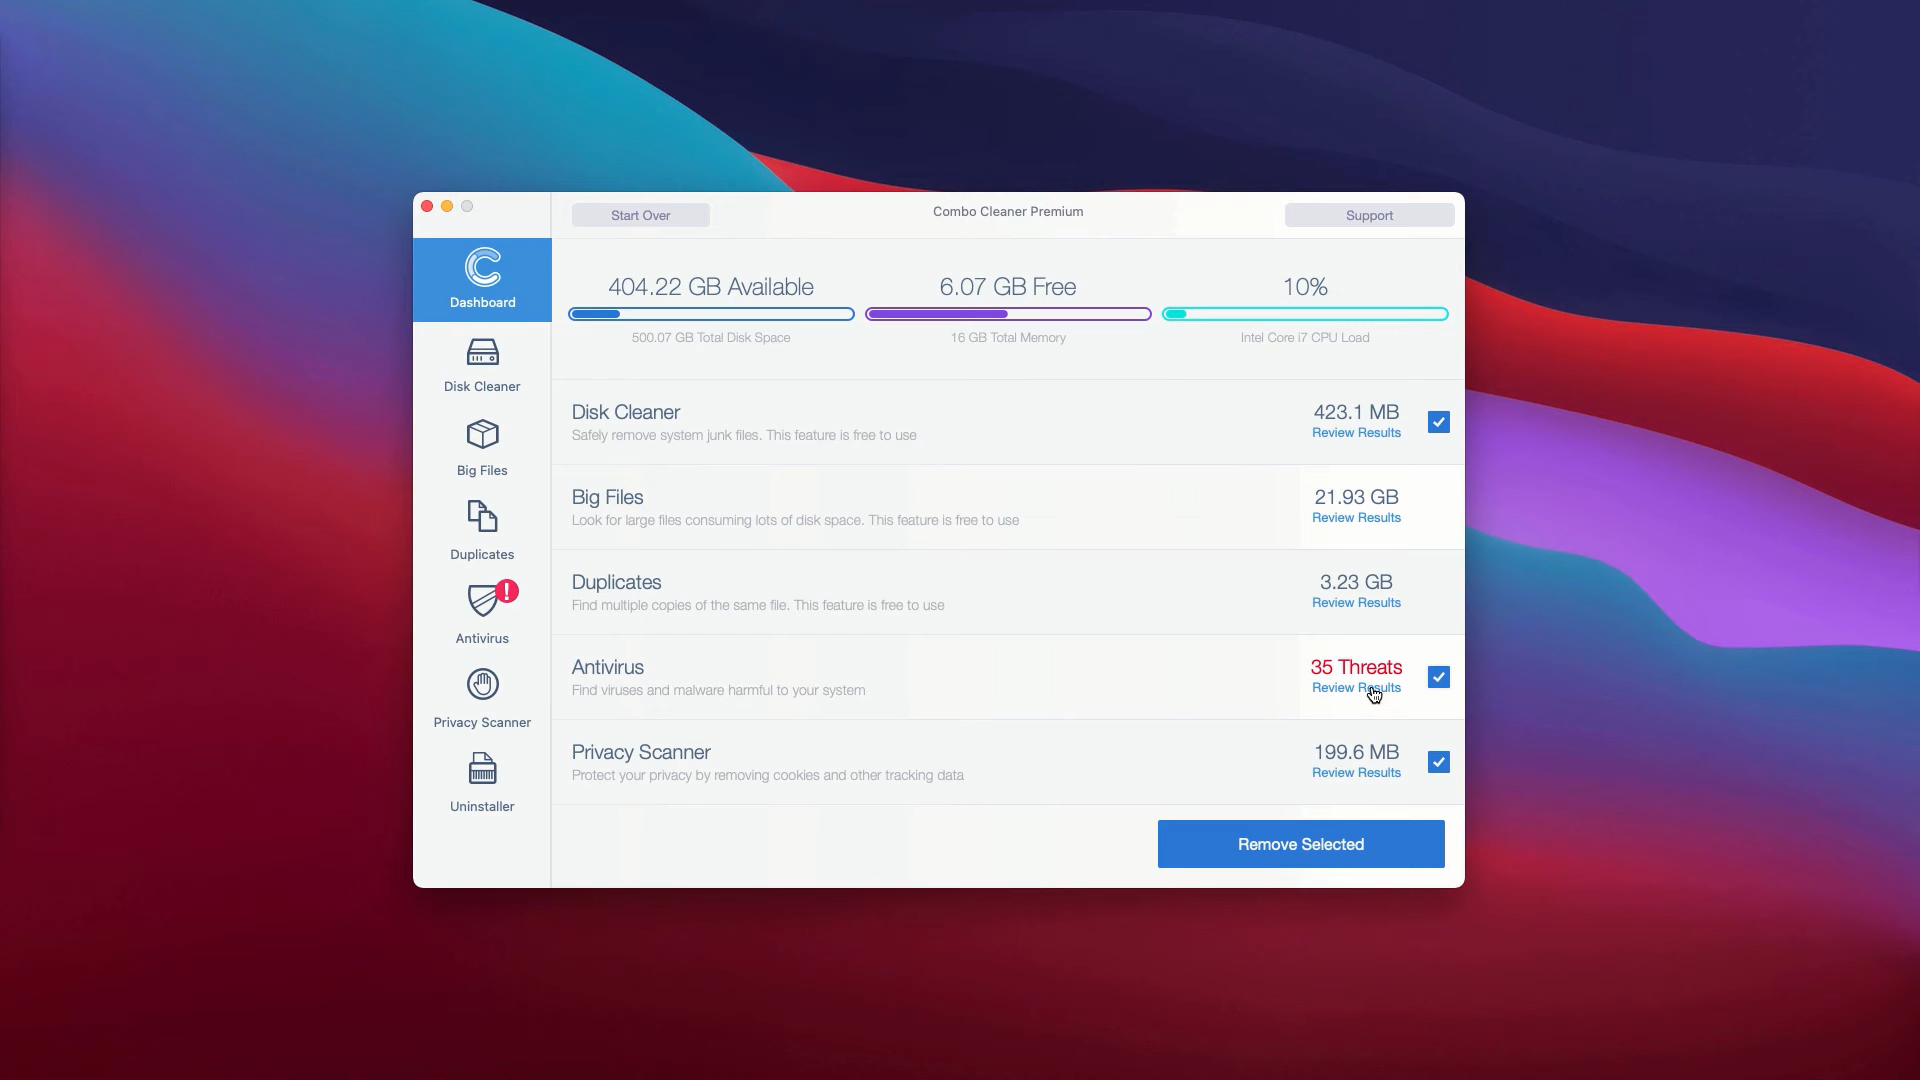 Start Over
Combo Cleaner Premium
Support
Dashboard
Disk Cleaner
Big Files
Duplicates
Antivirus
Privacy Scanner
Uninstaller
404.22 GB Available
500.07 GB Total Disk Space
6.07 GB Free
16 GB Total Memory
10%
Intel Core i7 CPU Load
Disk Cleaner
Safely remove system junk files. This feature is free to use
423.1 MB
Review Results
Big Files
Look for large files consuming lots of disk space. This feature is free to use
21.93 GB
Review Results
Duplicates
Find multiple copies of the same file. This feature is free to use
3.23 GB
Review Results
Antivirus
Find viruses and malware harmful to your system
35 Threats
Review Results
Privacy Scanner
Protect your privacy by removing cookies and other tracking data
199.6 MB
Review Results
Remove Selected